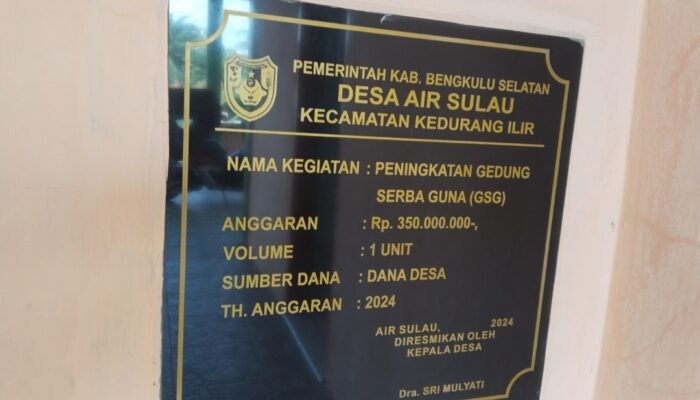 PEMERINTAH KAB. BENGKULU SELATAN
DESA AIR SULAU
KECAMATAN KEDURANG ILIR
NAMA KEGIATAN : PENINGKATAN GEDUNG
SERBA GUNA (GSG)
ANGGARAN : Rp. 350.000.000-,
VOLUME : 1 UNIT
SUMBER DANA : DANA DESA
TH. ANGGARAN : 2024
AIR SULAU, 2024
DIRESMIKAN OLEH
KEPALA DESA
Dra. SRI MULYATI